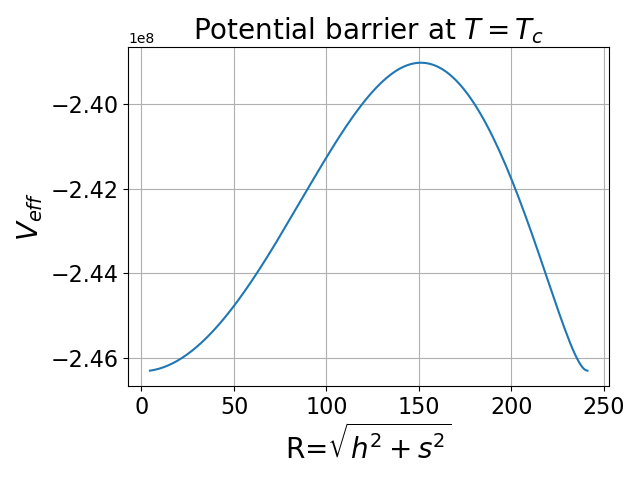 Potential barrier at T = T_c
1e8
−2.40
−2.42
−2.44
−2.46
V_eff
0 50 100 150 200 250
R=√h² + s²